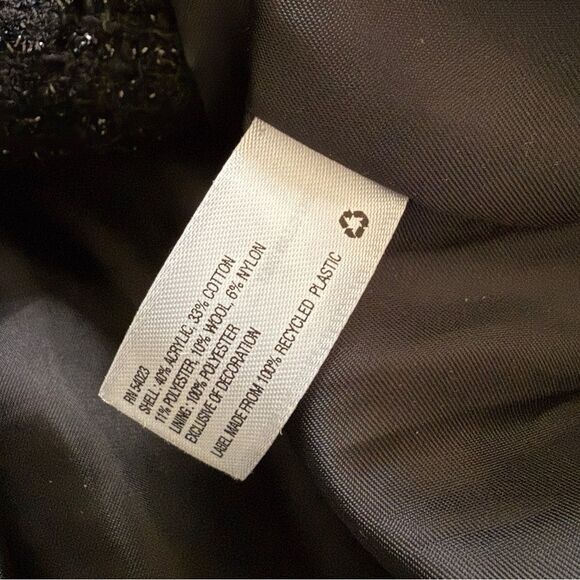 RN 54023
SHELL: 40% ACRYLIC, 33% COTTON
11% POLYESTER, 10% WOOL, 6% NYLON
LINING: 100% POLYESTER
EXCLUSIVE OF DECORATION
LABEL MADE FROM 100% RECYCLED PLASTIC